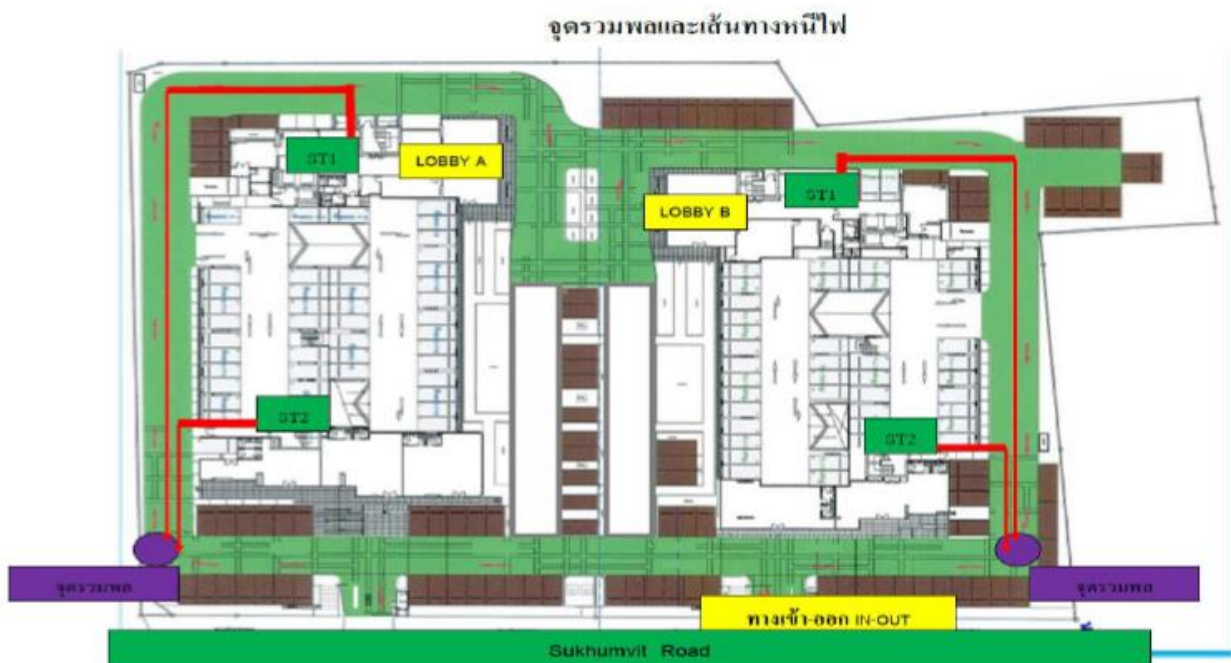 จุดรวมพลและเส้นทางหนีไฟ
ST1
LOBBY A
ST1
LOBBY B
ST2
ST2
จุดรวมพล
จุดรวมพล
ทางเข้า-ออก IN-OUT
Sukhumvit Road